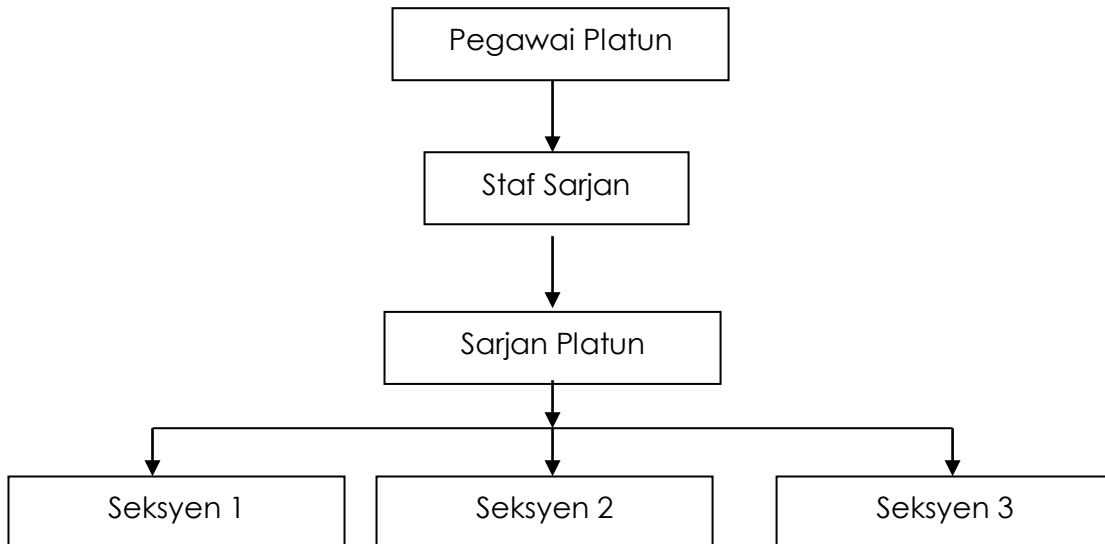 Pegawai Platun
Staf Sarjan
Sarjan Platun
Seksyen 1
Seksyen 2
Seksyen 3